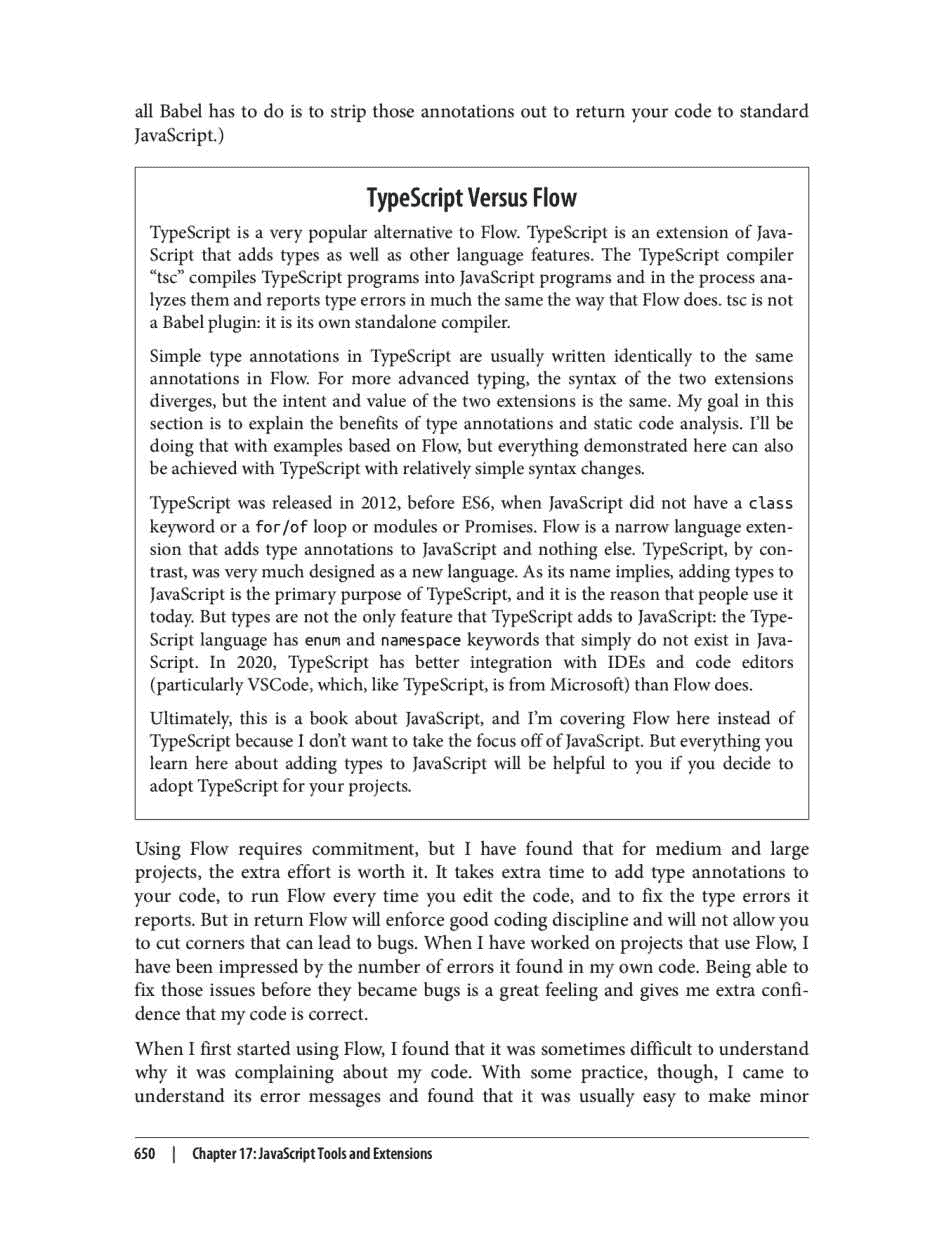 all Babel has to do is to strip those annotations out to return your code to standard
JavaScript.)
TypeScript Versus Flow
TypeScript is a very popular alternative to Flow. TypeScript is an extension of Java-
Script that adds types as well as other language features. The TypeScript compiler
“tsc” compiles TypeScript programs into JavaScript programs and in the process ana-
lyzes them and reports type errors in much the same the way that Flow does. tsc is not
a Babel plugin: it is its own standalone compiler.
Simple type annotations in TypeScript are usually written identically to the same
annotations in Flow. For more advanced typing, the syntax of the two extensions
diverges, but the intent and value of the two extensions is the same. My goal in this
section is to explain the benefits of type annotations and static code analysis. I’ll be
doing that with examples based on Flow, but everything demonstrated here can also
be achieved with TypeScript with relatively simple syntax changes.
TypeScript was released in 2012, before ES6, when JavaScript did not have a class
keyword or a for/of loop or modules or Promises. Flow is a narrow language exten-
sion that adds type annotations to JavaScript and nothing else. TypeScript, by con-
trast, was very much designed as a new language. As its name implies, adding types to
JavaScript is the primary purpose of TypeScript, and it is the reason that people use it
today. But types are not the only feature that TypeScript adds to JavaScript: the Type-
Script language has enum and namespace keywords that simply do not exist in Java-
Script. In 2020, TypeScript has better integration with IDEs and code editors
(particularly VSCode, which, like TypeScript, is from Microsoft) than Flow does.
Ultimately, this is a book about JavaScript, and I’m covering Flow here instead of
TypeScript because I don’t want to take the focus off of JavaScript. But everything you
learn here about adding types to JavaScript will be helpful to you if you decide to
adopt TypeScript for your projects.
Using Flow requires commitment, but I have found that for medium and large
projects, the extra effort is worth it. It takes extra time to add type annotations to
your code, to run Flow every time you edit the code, and to fix the type errors it
reports. But in return Flow will enforce good coding discipline and will not allow you
to cut corners that can lead to bugs. When I have worked on projects that use Flow, I
have been impressed by the number of errors it found in my own code. Being able to
fix those issues before they became bugs is a great feeling and gives me extra confi-
dence that my code is correct.
When I first started using Flow, I found that it was sometimes difficult to understand
why it was complaining about my code. With some practice, though, I came to
understand its error messages and found that it was usually easy to make minor
650 | Chapter 17: JavaScript Tools and Extensions